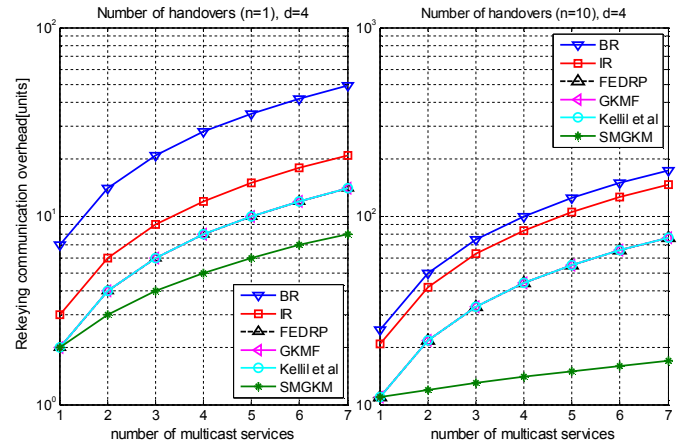 Number of handovers (n=1), d=4
Rekeying communication overhead[units]
10^2
10^1
10^0
1 2 3 4 5 6 7
number of multicast services
BR
IR
FEDRP
GKMF
Kellil et al
SMGKM
Number of handovers (n=10), d=4
10^3
10^2
10^1
1 2 3 4 5 6 7
number of multicast services
BR
IR
FEDRP
GKMF
Kellil et al
SMGKM